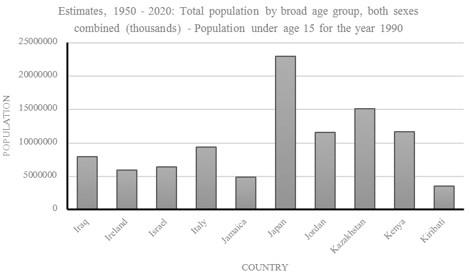 Estimates, 1950 - 2020: Total population by broad age group, both sexes
combined (thousands) - Population under age 15 for the year 1990
25000000
20000000
15000000
10000000
5000000
0
POPULATION
Iraq
Ireland
Israel
Italy
Jamaica
Japan
Jordan
Kazakhstan
Kenya
Kiribati
COUNTRY